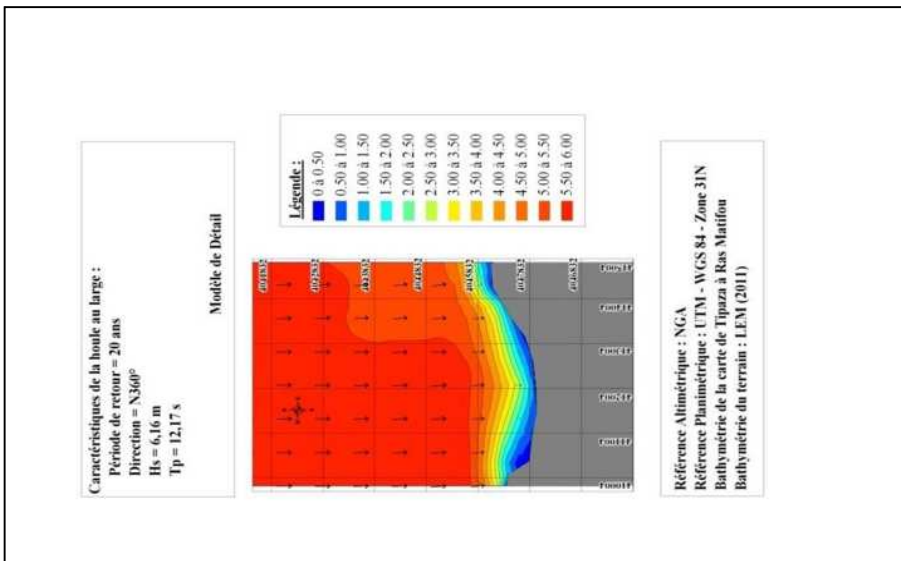 Caractéristiques de la houle au large :
Période de retour = 20 ans
Direction = N360°
Hs = 6,16 m
Tp = 12,17 s
Modèle de Détail
Légende :
0 à 0.50
0.50 à 1.00
1.00 à 1.50
1.50 à 2.00
2.00 à 2.50
2.50 à 3.00
3.00 à 3.50
3.50 à 4.00
4.00 à 4.50
4.50 à 5.00
5.00 à 5.50
5.50 à 6.00
Référence Altimétrique : NGA
Référence Planimétrique : UTM - WGS 84 - Zone 31N
Bathymétrie de la carte de Tipaza à Ras Matifou
Bathymétrie du terrain : LEM (2011)